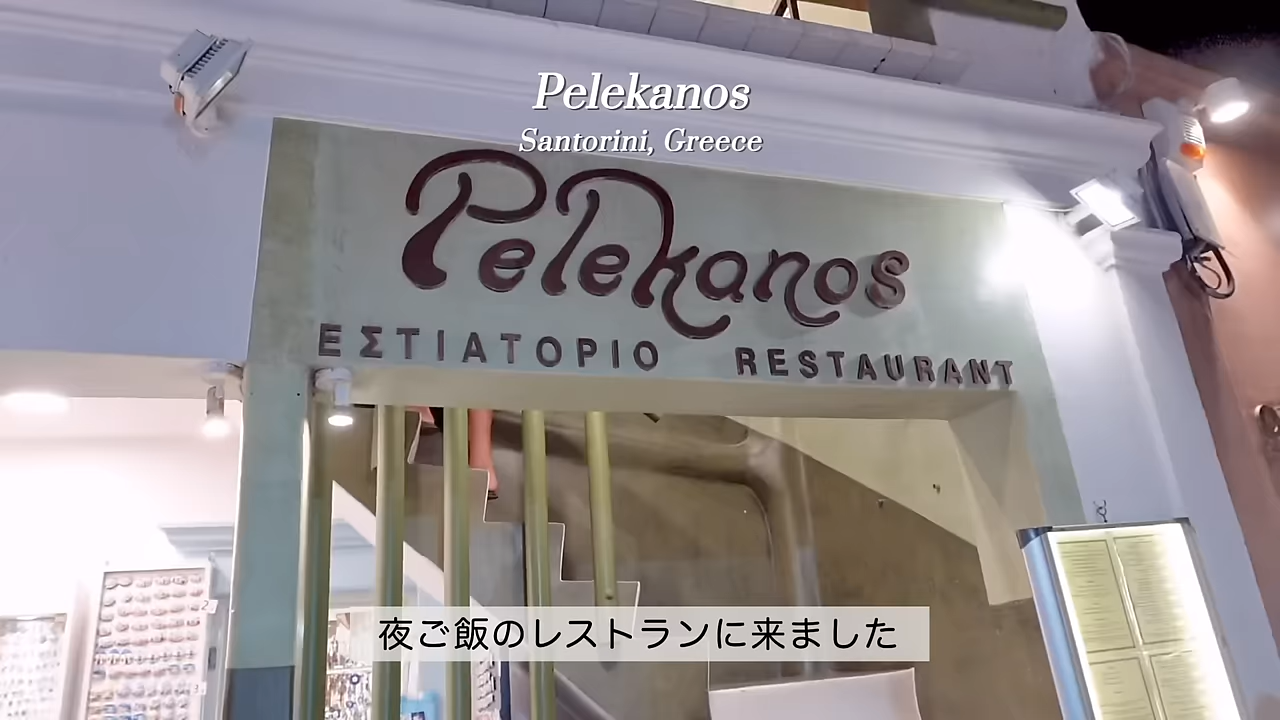 Pelekanos
Santorini, Greece
Pelekanos
ΕΣΤΙΑΤΟΡΙΟ RESTAURANT
夜ご飯のレストランに来ました